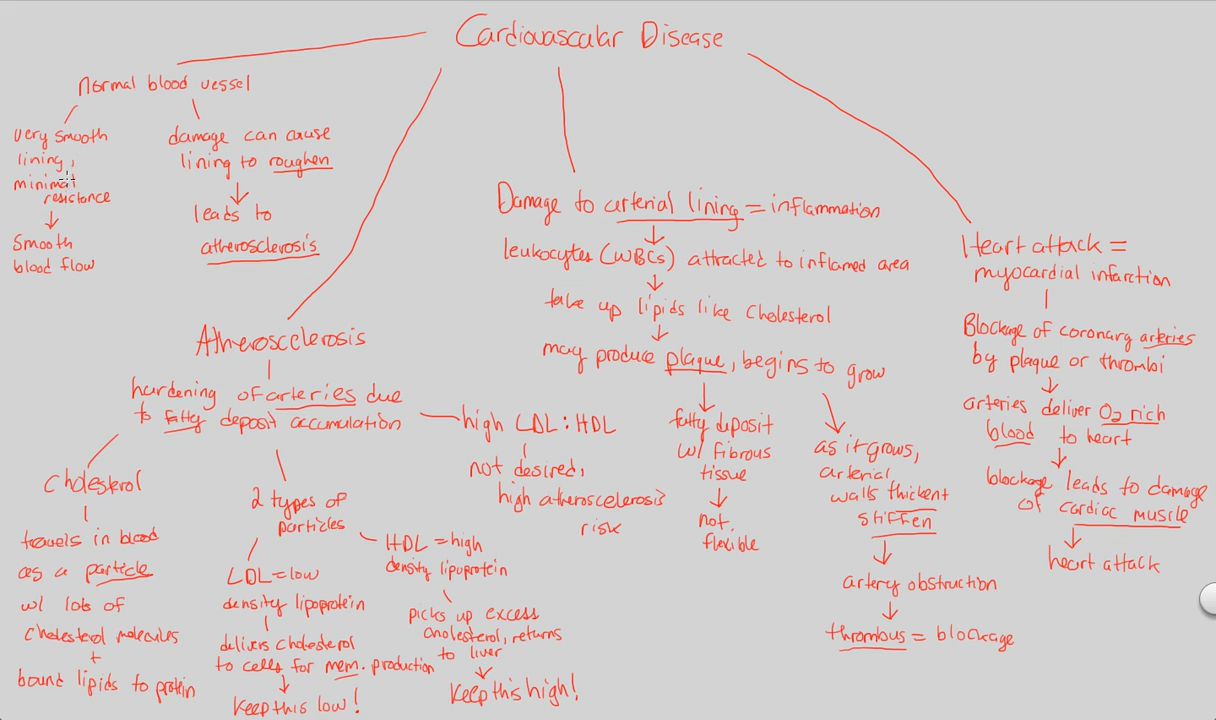 Cardiovascular Disease
Normal blood vessel
very smooth
lining,
minimal
resistance
smooth
blood flow
damage can cause
lining to roughen
leads to
atherosclerosis
Atheroscelerosis
hardening of arteries due
to fatty deposit accumulation
Cholesterol
travels in blood
as a particle
w/ lots of
cholesterol molecules
+
bound lipids to protein
2 types of
particles
LDL = low
density lipoprotein
delivers cholesterol
to cells for mem. production
keep this low!
HDL = high
density lipoprotein
picks up excess
cholesterol, returns
to liver
keep this high!
high LDL : HDL
not desired,
high atheroscelerosis
risk
Damage to arterial lining = inflammation
leukocytes (WBCs) attracted to inflamed area
take up lipids like cholesterol
may produce plaque, begins to grow
fatty deposit
w/ fibrous
tissue
not
flexible
as it grows,
arterial
walls thicken +
stiffen
artery obstruction
thrombus = blockage
Heart attack =
myocardial infarction
Blockage of coronary arteries
by plaque or thrombi
arteries deliver O2 rich
blood to heart
blockage leads to damage
of cardiac muscle
heart attack